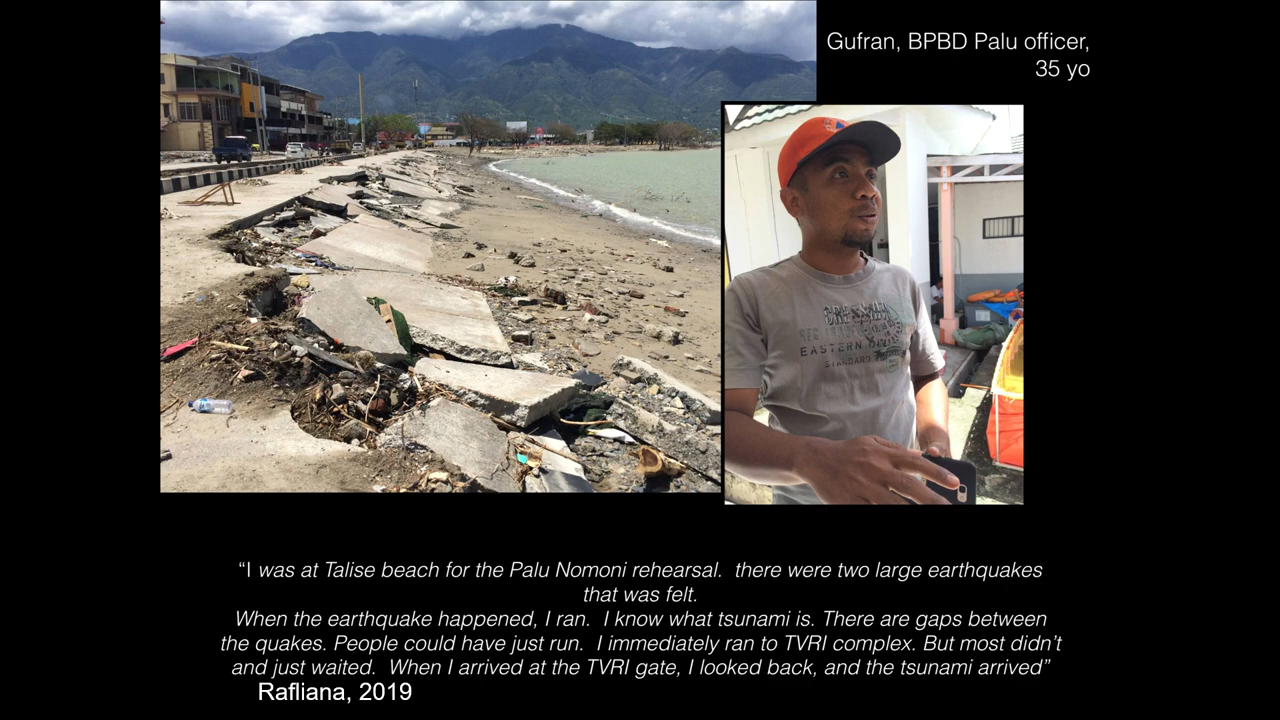 Gufran, BPBD Palu officer,
35 yo
EASTERN
STANDARD
“I was at Talise beach for the Palu Nomoni rehearsal.  there were two large earthquakes
that was felt.
When the earthquake happened, I ran.  I know what tsunami is. There are gaps between
the quakes. People could have just run.  I immediately ran to TVRI complex. But most didn’t
and just waited.  When I arrived at the TVRI gate, I looked back, and the tsunami arrived”
Rafliana, 2019